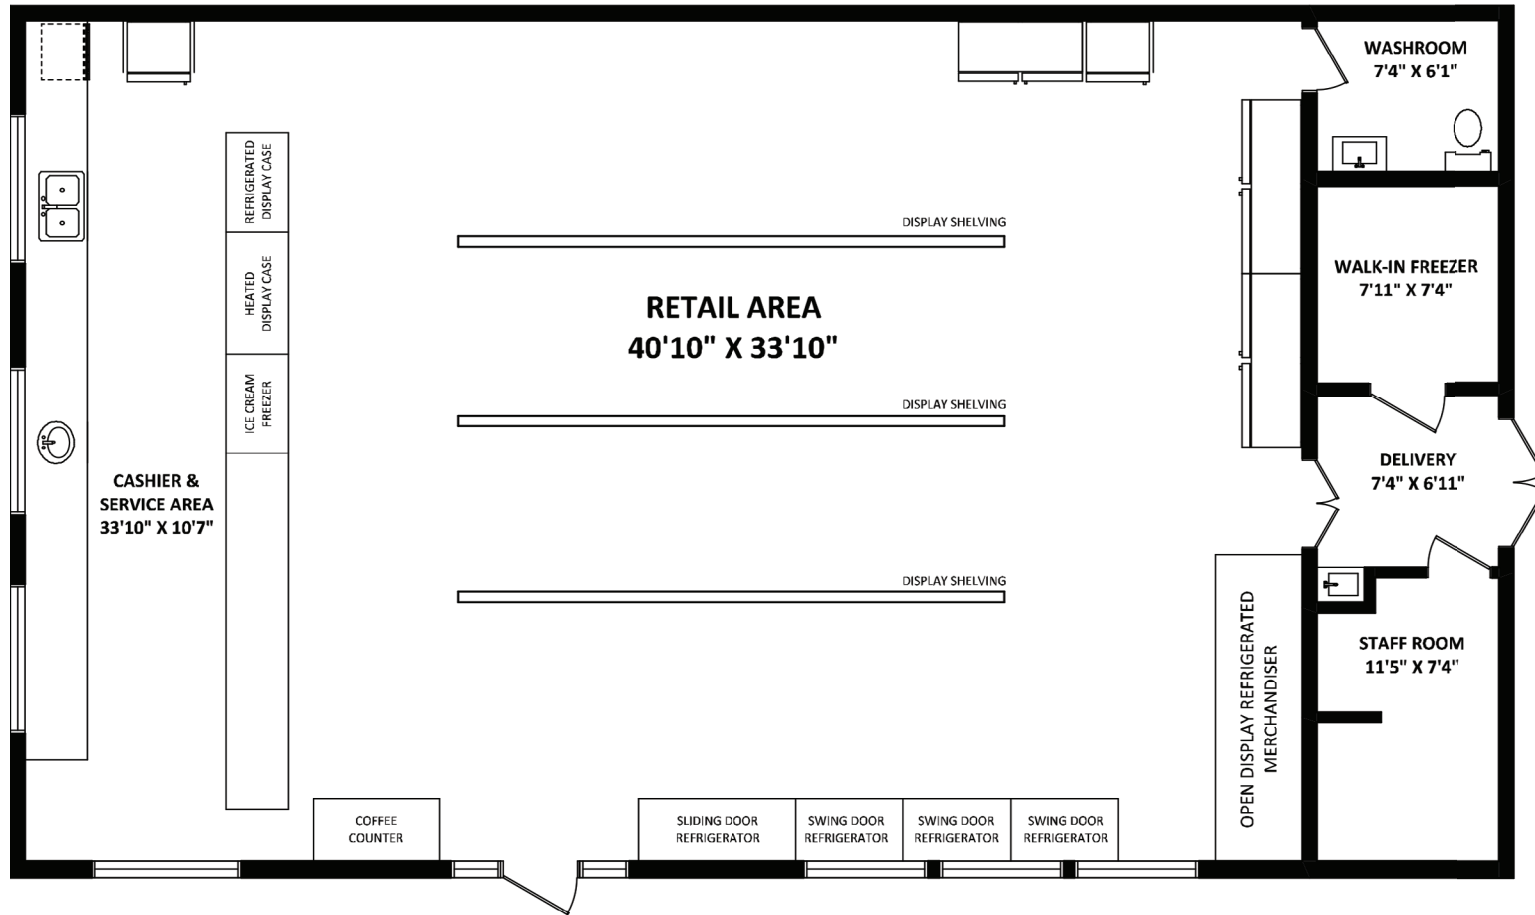 WASHROOM
7'4" X 6'1"
REFRIGERATED
DISPLAY CASE
DISPLAY SHELVING
HEATED
DISPLAY CASE
RETAIL AREA
40'10" X 33'10"
WALK-IN FREEZER
7'11" X 7'4"
ICE CREAM
FREEZER
DISPLAY SHELVING
CASHIER &
SERVICE AREA
33'10" X 10'7"
DELIVERY
7'4" X 6'11"
DISPLAY SHELVING
OPEN DISPLAY REFRIGERATED
MERCHANDISER
STAFF ROOM
11'5" X 7'4"
COFFEE
COUNTER
SLIDING DOOR
REFRIGERATOR
SWING DOOR
REFRIGERATOR
SWING DOOR
REFRIGERATOR
SWING DOOR
REFRIGERATOR